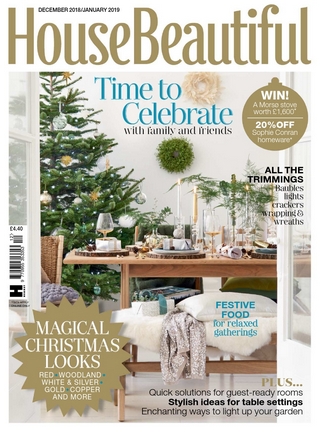 DECEMBER 2018/JANUARY 2019
HouseBeautiful
Time to
Celebrate
with family and friends
WIN!
A Morsø stove
worth £1,600*
20%OFF
Sophie Conran
homeware*
ALL THE
TRIMMINGS
Baubles
lights
crackers
wrapping &
wreaths
£4.40
H
FESTIVE
FOOD
for relaxed
gatherings
MAGICAL
CHRISTMAS
LOOKS
RED * WOODLAND *
WHITE & SILVER *
GOLD * COPPER
AND MORE
PLUS...
Quick solutions for guest-ready rooms
Stylish ideas for table settings
Enchanting ways to light up your garden